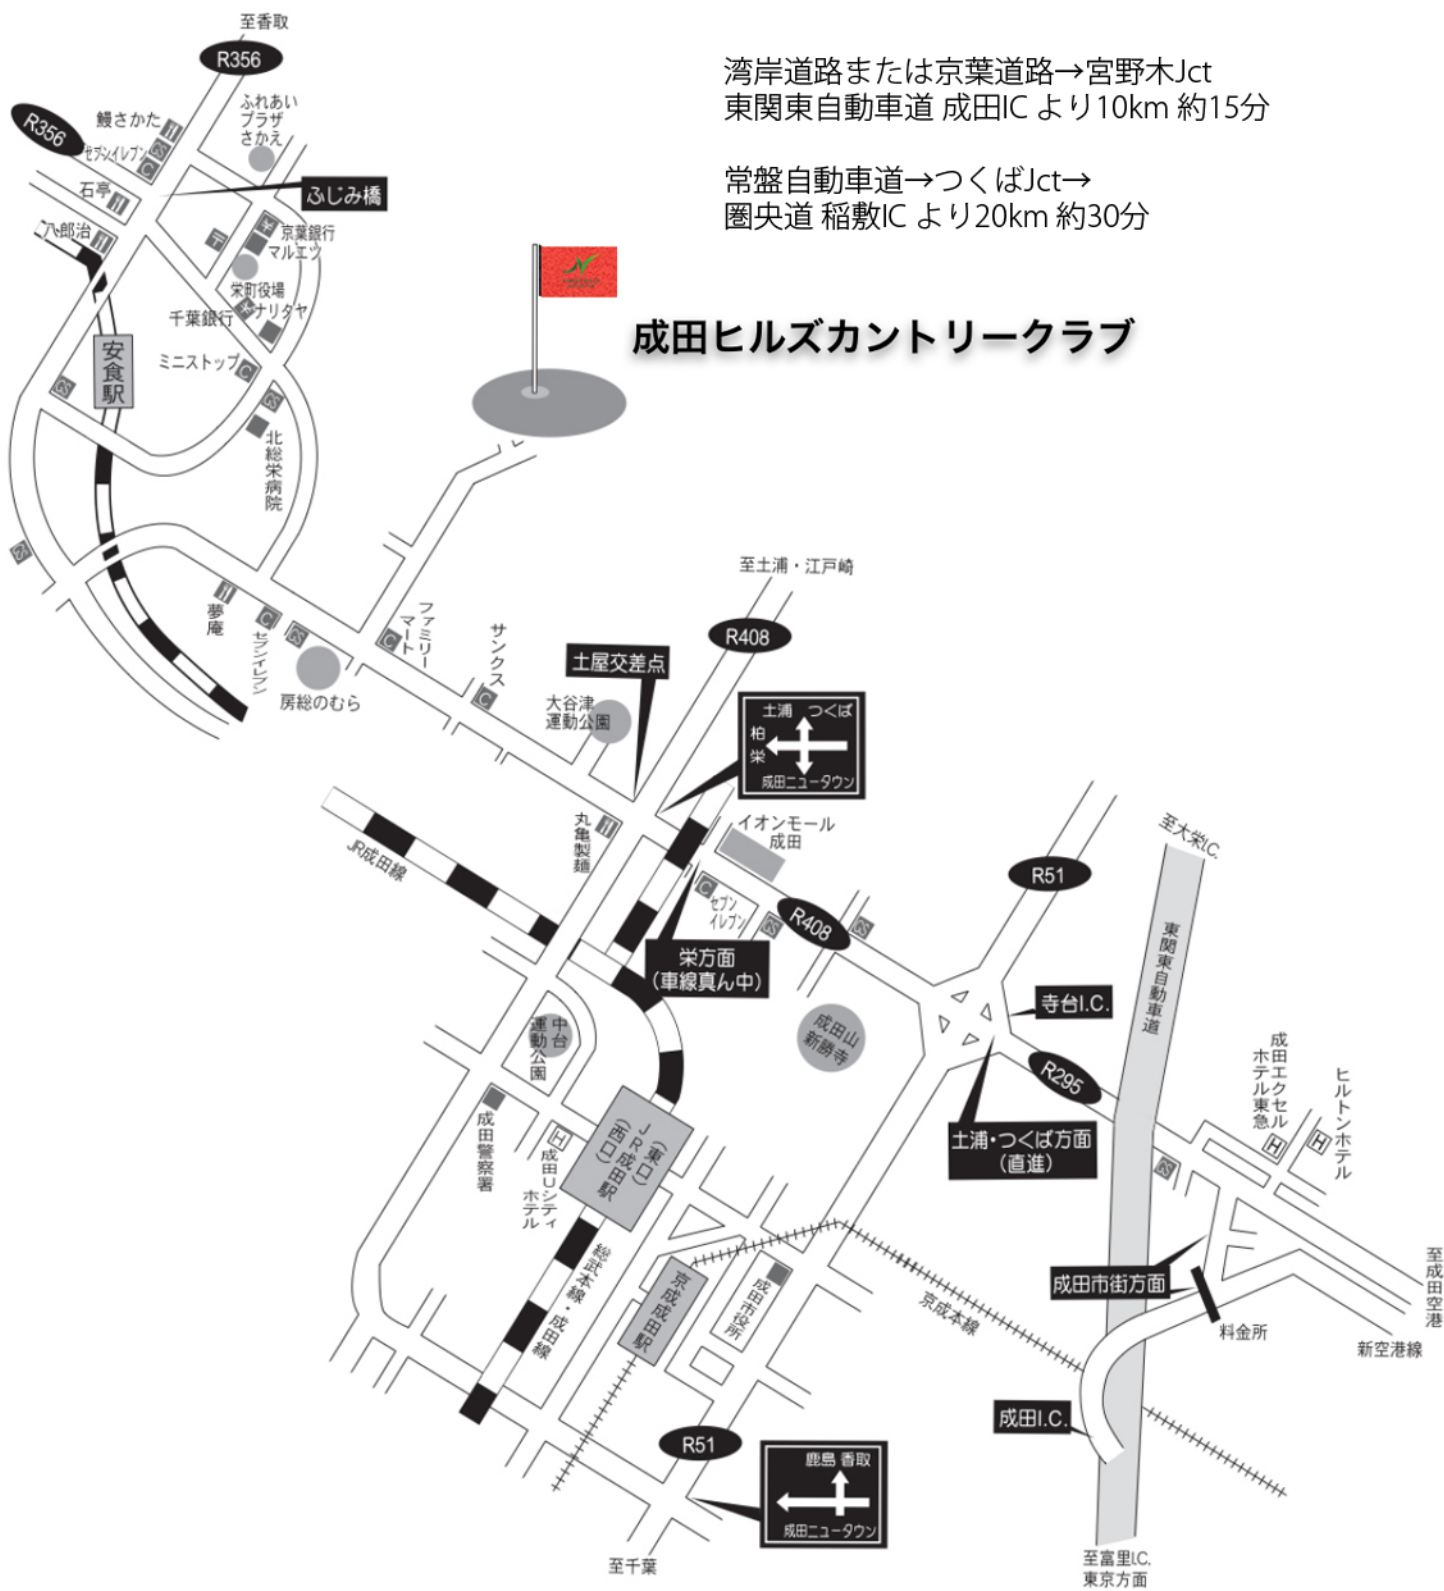 至香取
R356
湾岸道路または京葉道路→宮野木Jct
東関東自動車道 成田IC より10km 約15分
常盤自動車道→つくばJct→
圏央道 稲敷IC より20km 約30分
R356
鰻さかた
セブンイレブン
GS
C
ふれあい
プラザ
さかえ
石亭
ふじみ橋
八郎治
〒
京葉銀行
マルエツ
栄町役場
千葉銀行
ナリタヤ
成田ヒルズカントリークラブ
安食駅
ミニストップ
C
GS
GS
北総栄病院
GS
夢庵
C
セブンイレブン
GS
房総のむら
C
ファミリー
マート
サンクス
C
至土浦・江戸崎
R408
土屋交差点
大谷津
運動公園
土浦 つくば
柏
栄
成田ニュータウン
丸亀製麺
イオンモール
成田
JR成田線
C
セブン
イレブン
GS
R408
GS
R51
至大栄I.C.
東関東自動車道
栄方面
(車線真ん中)
寺台I.C.
成田山
新勝寺
中台
運動公園
R295
成田エクセル
ホテル東急
H
ヒルトンホテル
H
成田警察署
H
成田Uシティ
ホテル
(東口)
JR成田駅
(西口)
土浦・つくば方面
(直進)
GS
総武本線・成田線
京成成田駅
成田市役所
京成本線
成田市街方面
料金所
至成田空港
新空港線
成田I.C.
R51
鹿島 香取
成田ニュータウン
至千葉
至富里I.C.
東京方面